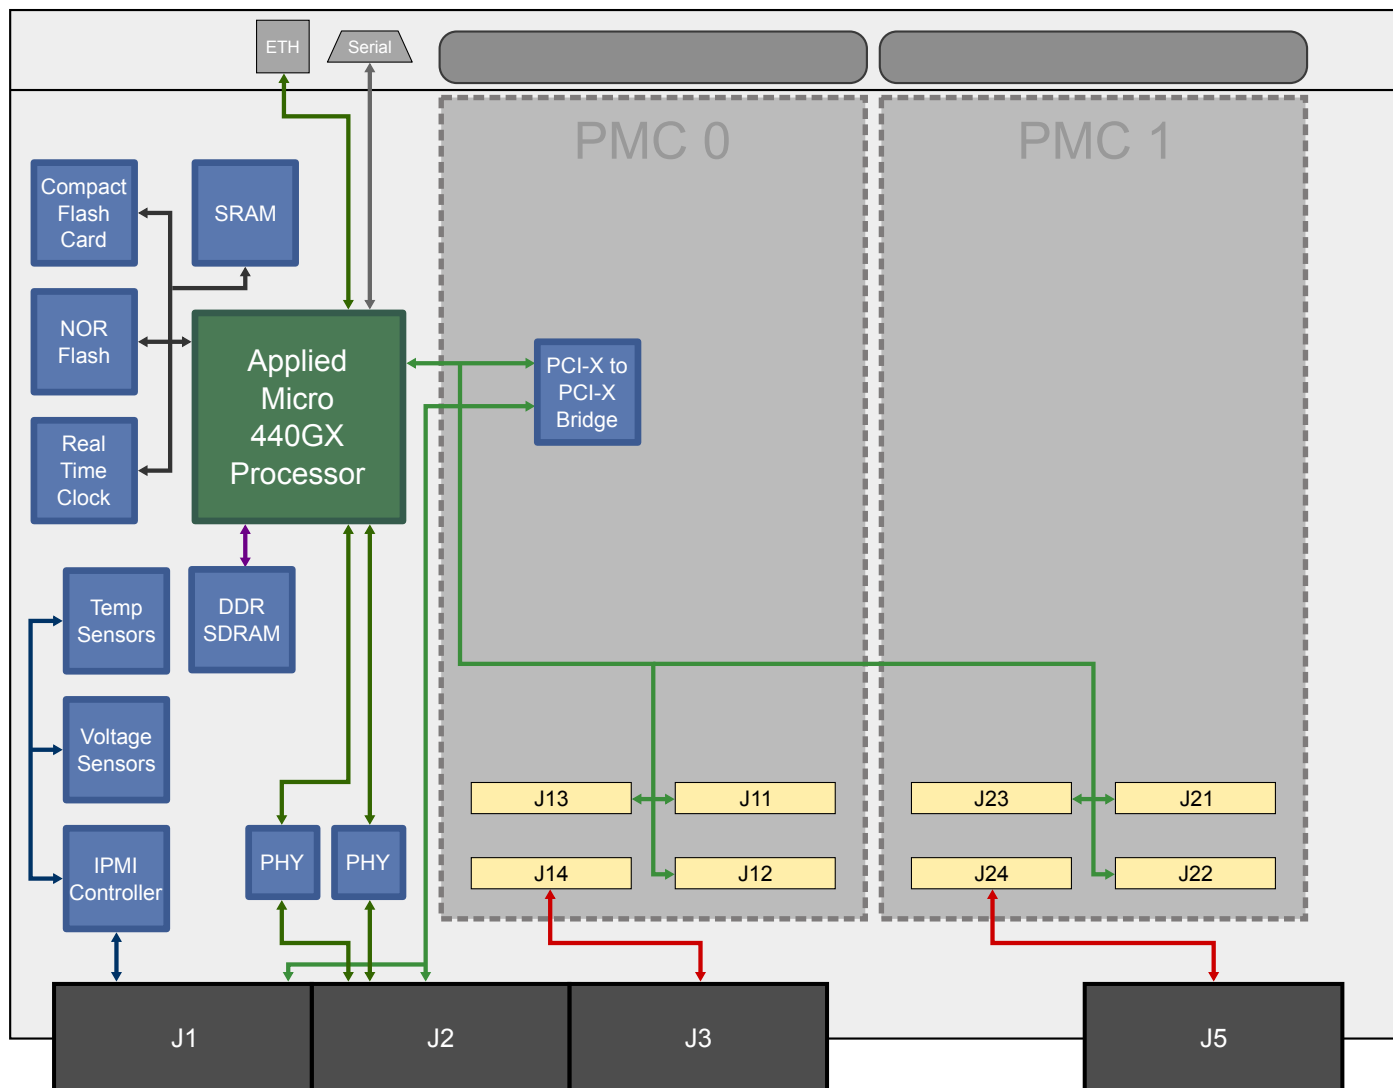 ETH
Serial
PMC 0
PMC 1
Compact
Flash
Card
SRAM
NOR
Flash
Real
Time
Clock
Applied
Micro
440GX
Processor
PCI-X to
PCI-X
Bridge
Temp
Sensors
DDR
SDRAM
Voltage
Sensors
IPMI
Controller
PHY
PHY
J13
J11
J23
J21
J14
J12
J24
J22
J1
J2
J3
J5